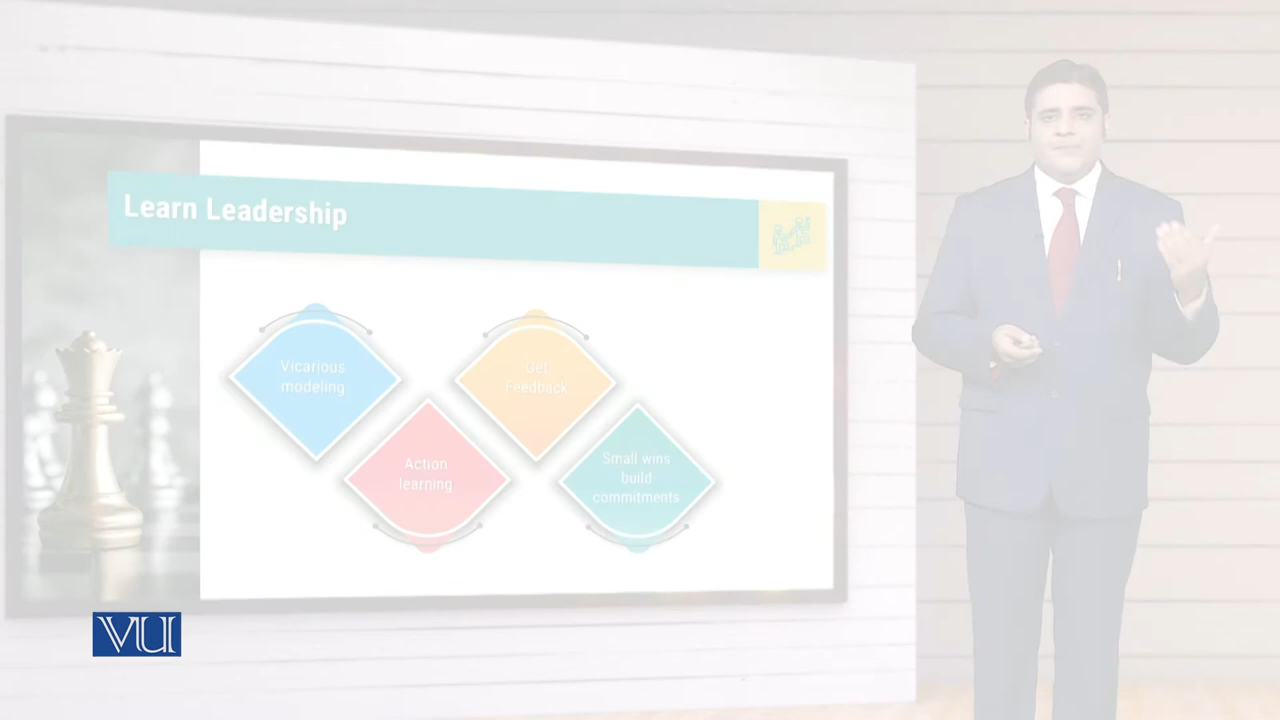 Learn Leadership
Vicarious
modeling
Get
Feedback
Action
learning
Small wins
build
commitments
VU